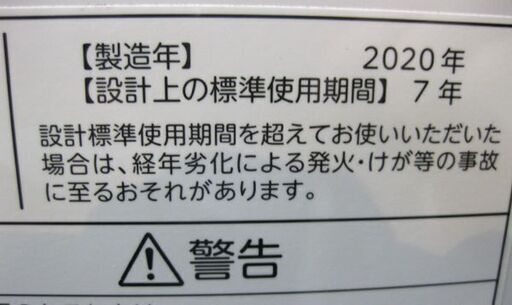 【製造年】 2020年
【設計上の標準使用期間】 7年
設計標準使用期間を超えてお使いいただいた
場合は、経年劣化による発火・けが等の事故
に至るおそれがあります。
警告